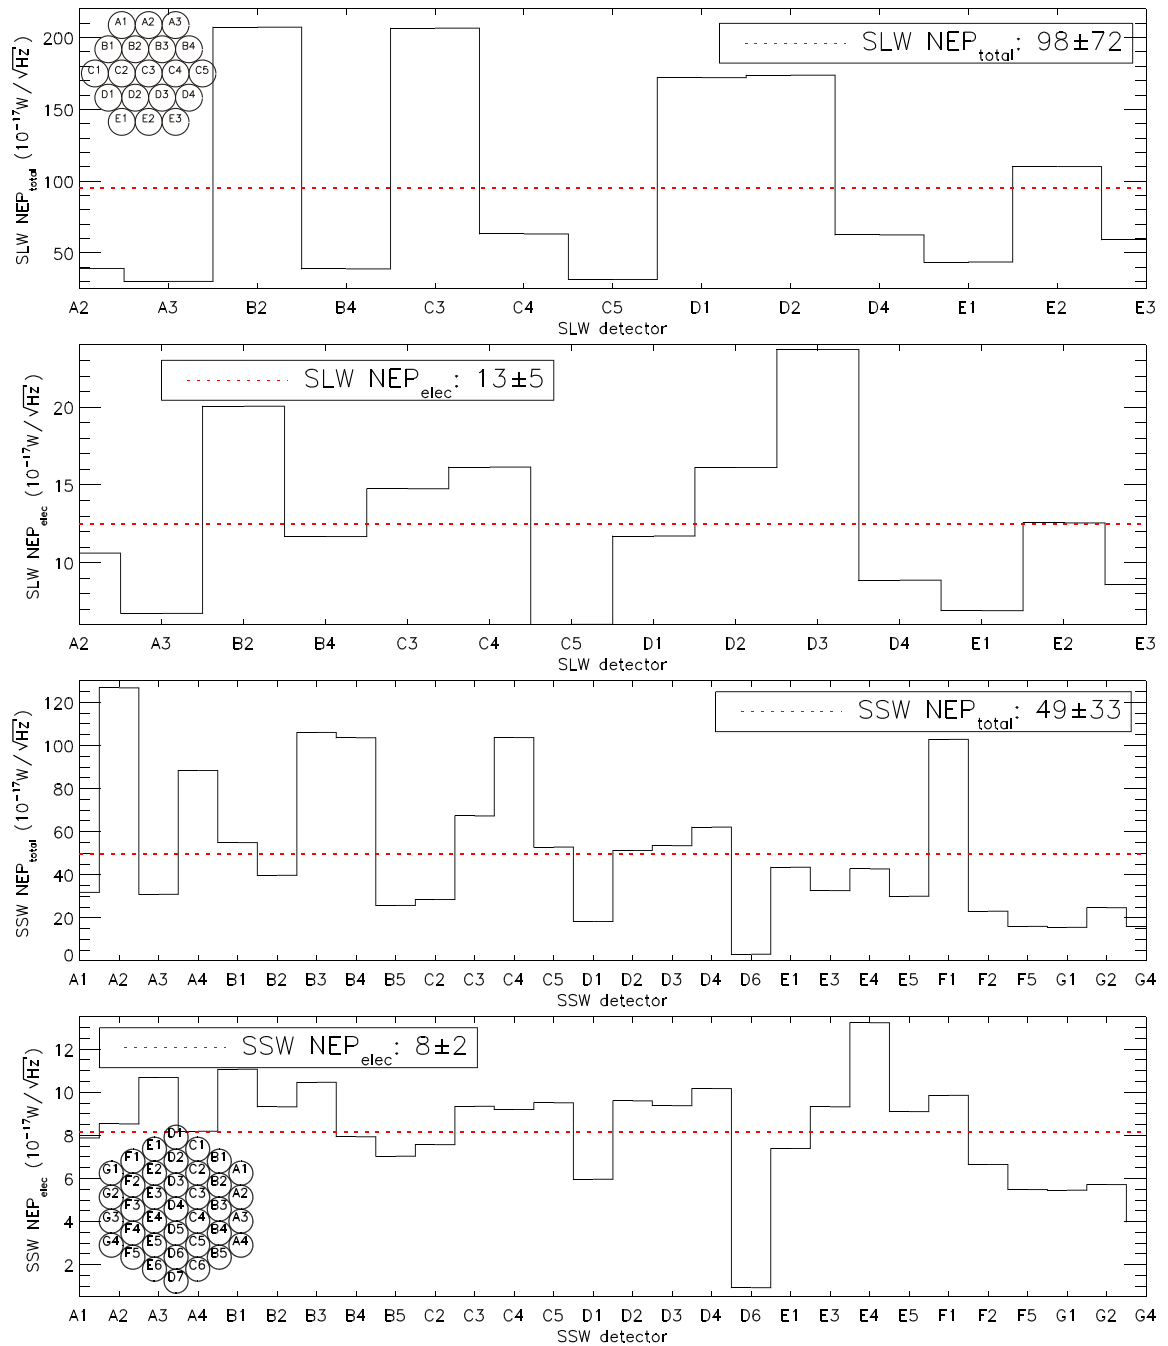 SLW NEP_total (10^-17 W/√Hz)
200
150
100
50
A1 A2 A3
B1 B2 B3 B4
C1 C2 C3 C4 C5
D1 D2 D3 D4
E1 E2 E3
SLW NEP_total: 98±72
A2 A3 B2 B4 C3 C4 C5 D1 D2 D4 E1 E2 E3
SLW detector
SLW NEP_elec (10^-17 W/√Hz)
20
15
10
SLW NEP_elec: 13±5
A2 A3 B2 B4 C3 C4 C5 D1 D2 D3 D4 E1 E2 E3
SLW detector
SSW NEP_total (10^-17 W/√Hz)
120
100
80
60
40
20
0
SSW NEP_total: 49±33
A1 A2 A3 A4 B1 B2 B3 B4 B5 C2 C3 C4 C5 D1 D2 D3 D4 D6 E1 E3 E4 E5 F1 F2 F5 G1 G2 G4
SSW detector
SSW NEP_elec (10^-17 W/√Hz)
12
10
8
6
4
2
SSW NEP_elec: 8±2
D1
E1 C1
F1 D2 B1
G1 E2 C2 A1
F2 D3 B2
G2 E3 C3 A2
F3 D4 B3
G3 E4 C4 A3
F4 D5 B4
G4 E5 C5 A4
F5 D6 B5
E6 C6
D7
A1 A2 A3 A4 B1 B2 B3 B4 B5 C2 C3 C4 C5 D1 D2 D3 D4 D6 E1 E3 E4 E5 F1 F2 F5 G1 G2 G4
SSW detector